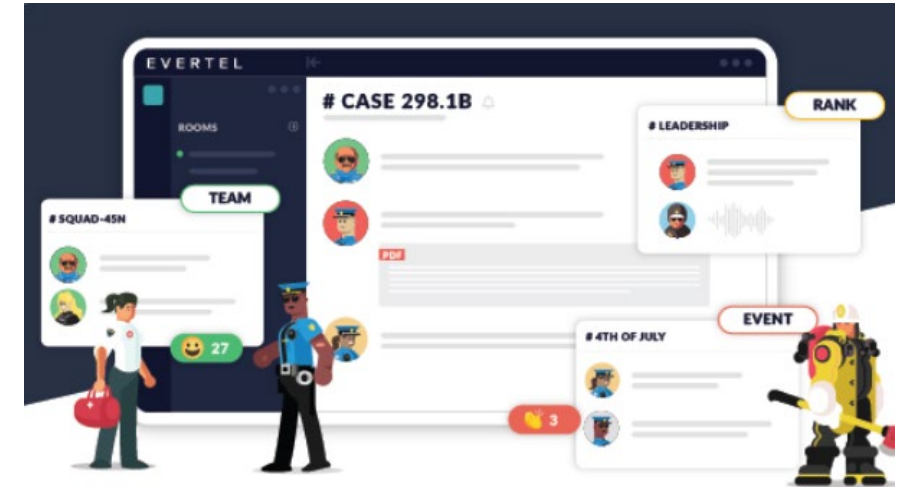 EVERTEL
# CASE 298.1B
ROOMS
RANK
# LEADERSHIP
TEAM
# SQUAD-45N
PDF
27
EVENT
# 4TH OF JULY
3